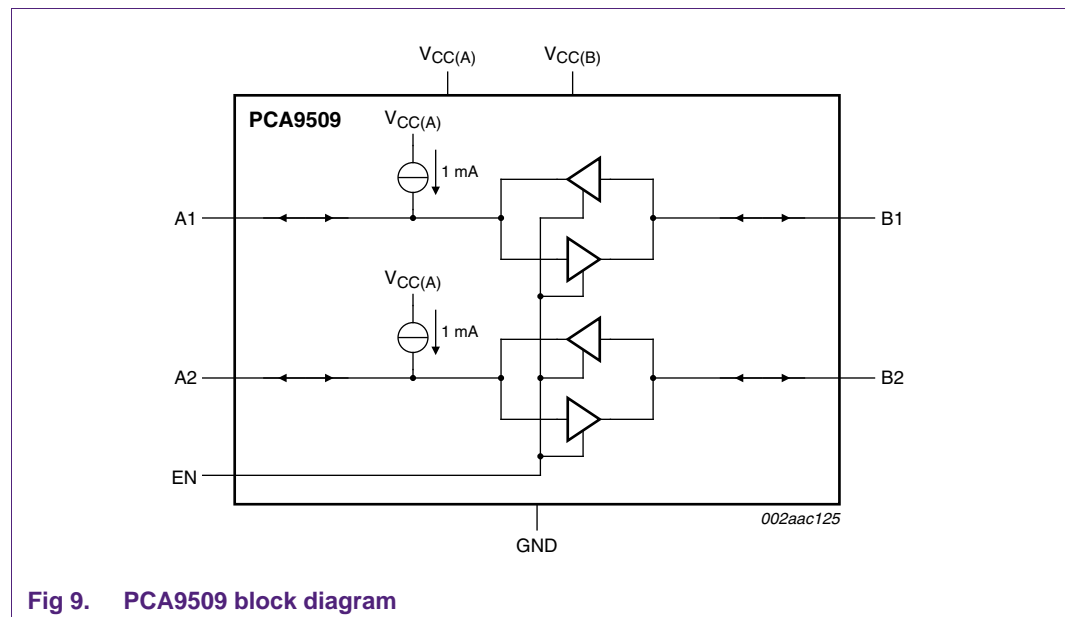 VCC(A) VCC(B)
PCA9509
VCC(A)
1 mA
A1 B1
VCC(A)
1 mA
A2 B2
EN
002aac125
GND
Fig 9. PCA9509 block diagram